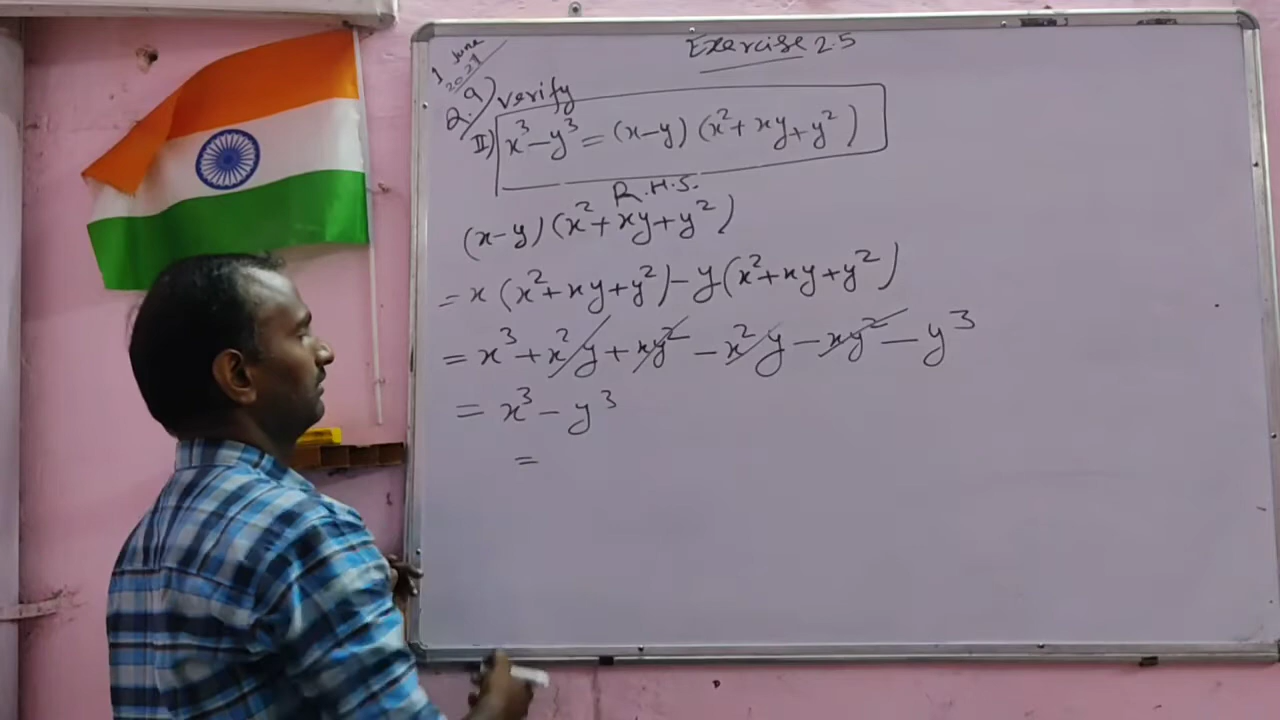 Exercise 2.5
1 June 2021
Q.9) verify
II) x³-y³=(x-y)(x²+xy+y²)
R.H.S.
(x-y)(x²+xy+y²)
=x(x²+xy+y²)-y(x²+xy+y²)
=x³+x²y+xy²-x²y-xy²-y³
=x³-y³
=